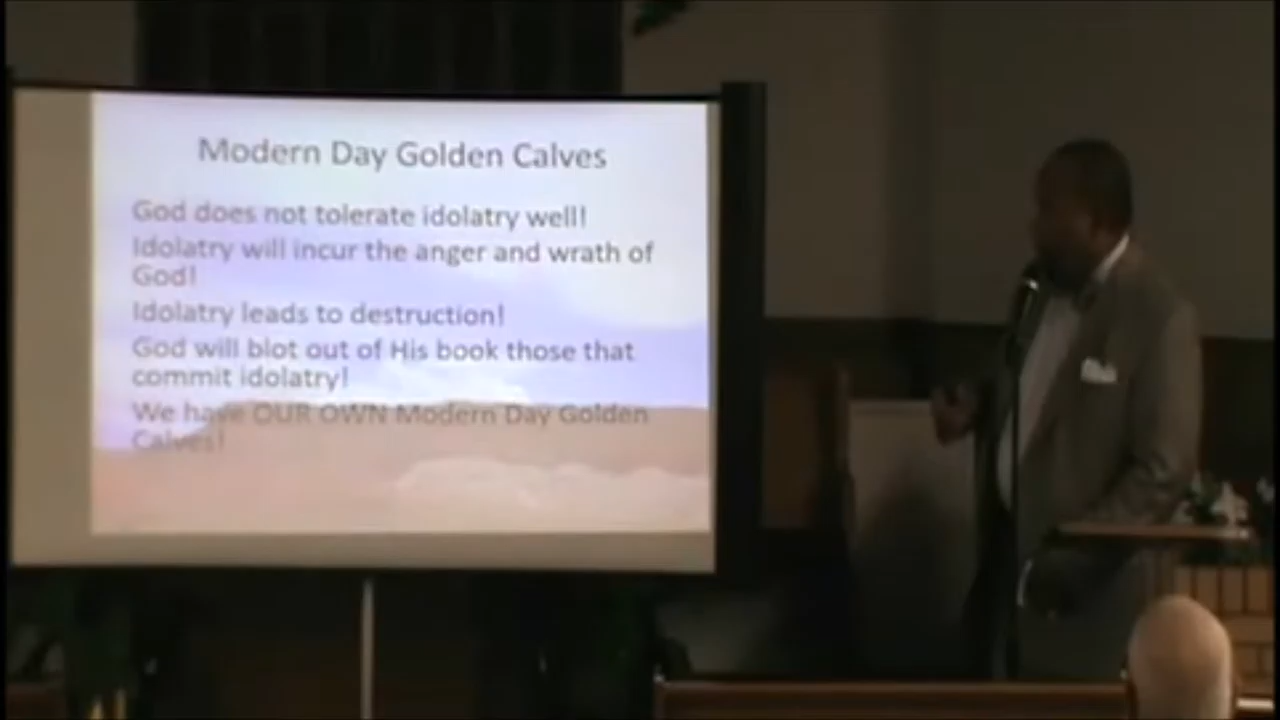 Modern Day Golden Calves
God does not tolerate idolatry well!
Idolatry will incur the anger and wrath of
God!
Idolatry leads to destruction!
God will blot out of His book those that
commit idolatry!
We have OUR OWN Modern Day Golden
Calves!